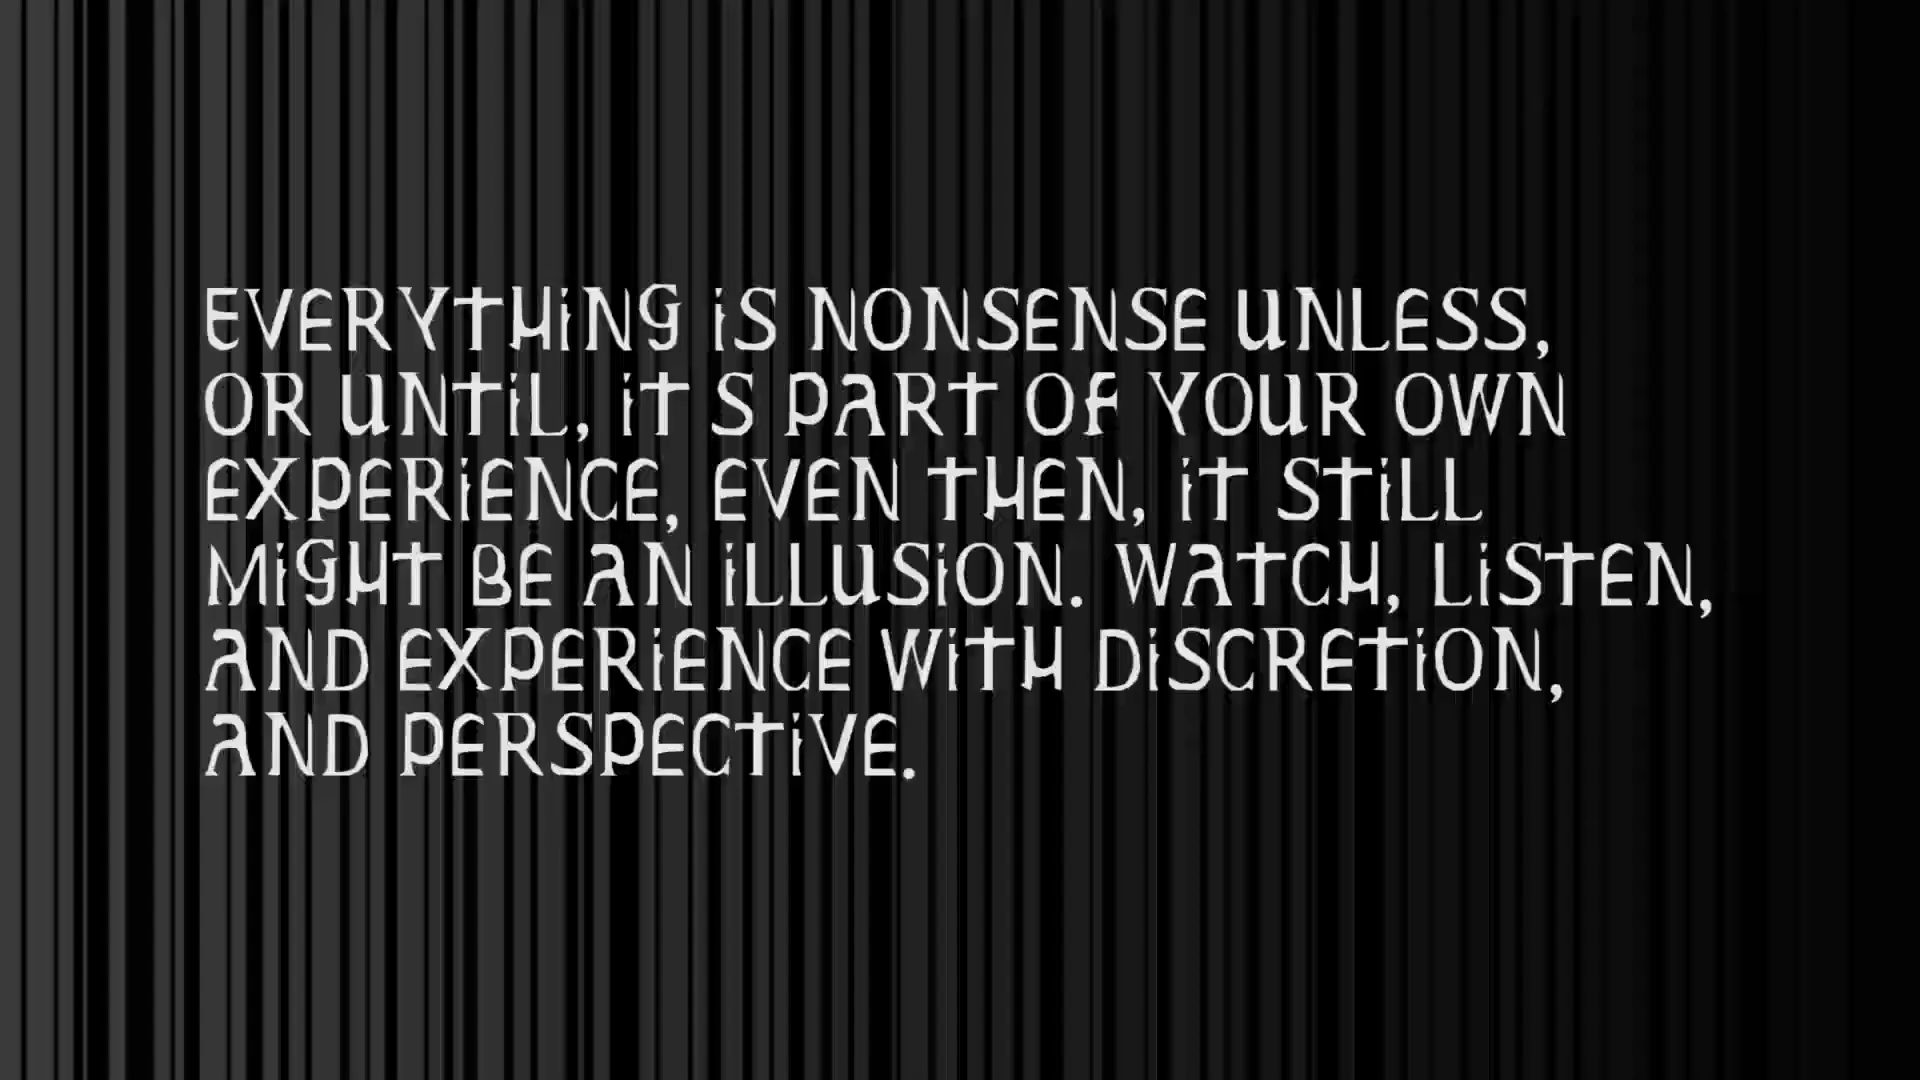 EVERYTHiNG iS NONSENSE UNLESS,
OR UNTiL, iT S PART OF YOUR OWN
EXPERiENCE, EVEN THEN, iT STiLL
MiGHT BE AN iLLUSiON. WATCH, LiSTEN,
AND EXPERiENCE WiTH DiSCRETiON,
AND PERSPECTiVE.